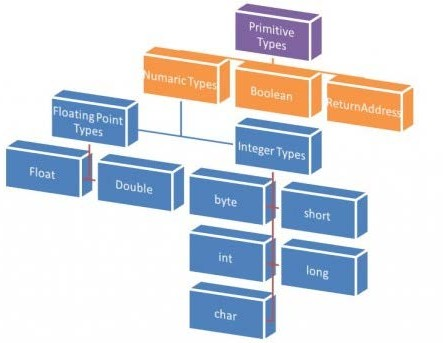 Primitive
Types
Numaric Types
Boolean
ReturnAddress
Floating Point
Types
Integer Types
Float
Double
byte
short
int
long
char